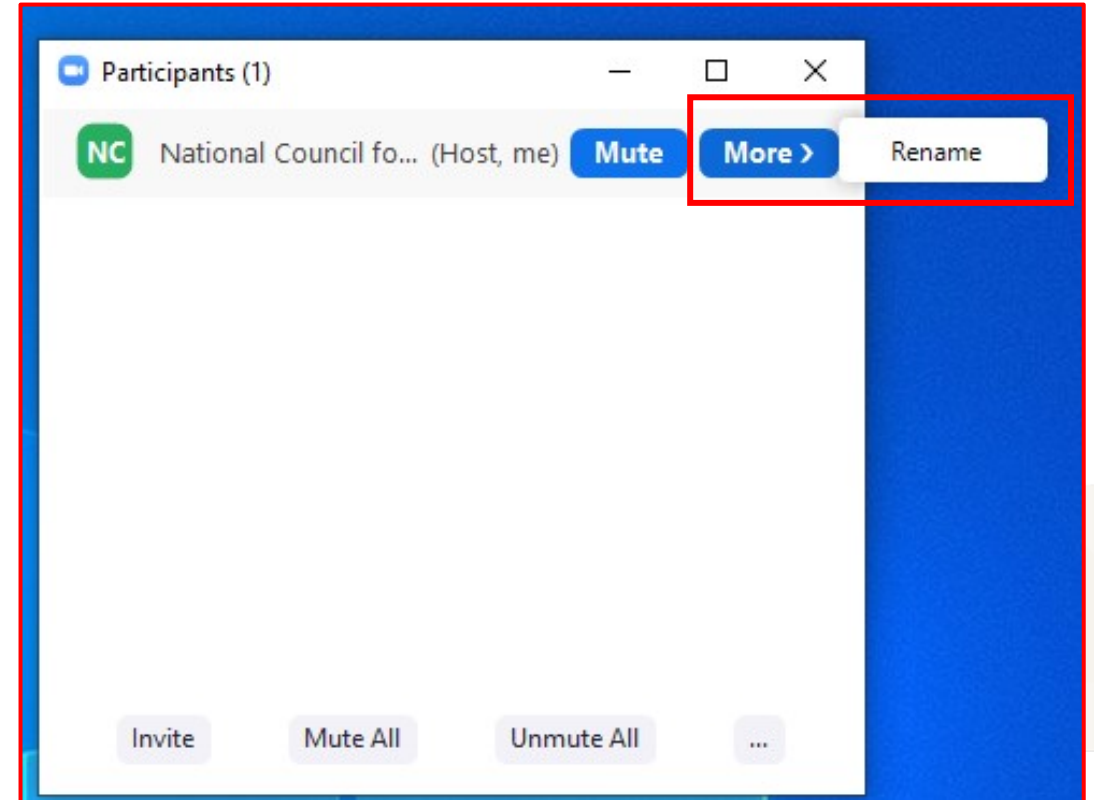 Participants (1)
NC National Council fo... (Host, me) Mute More > Rename
Invite Mute All Unmute All ...